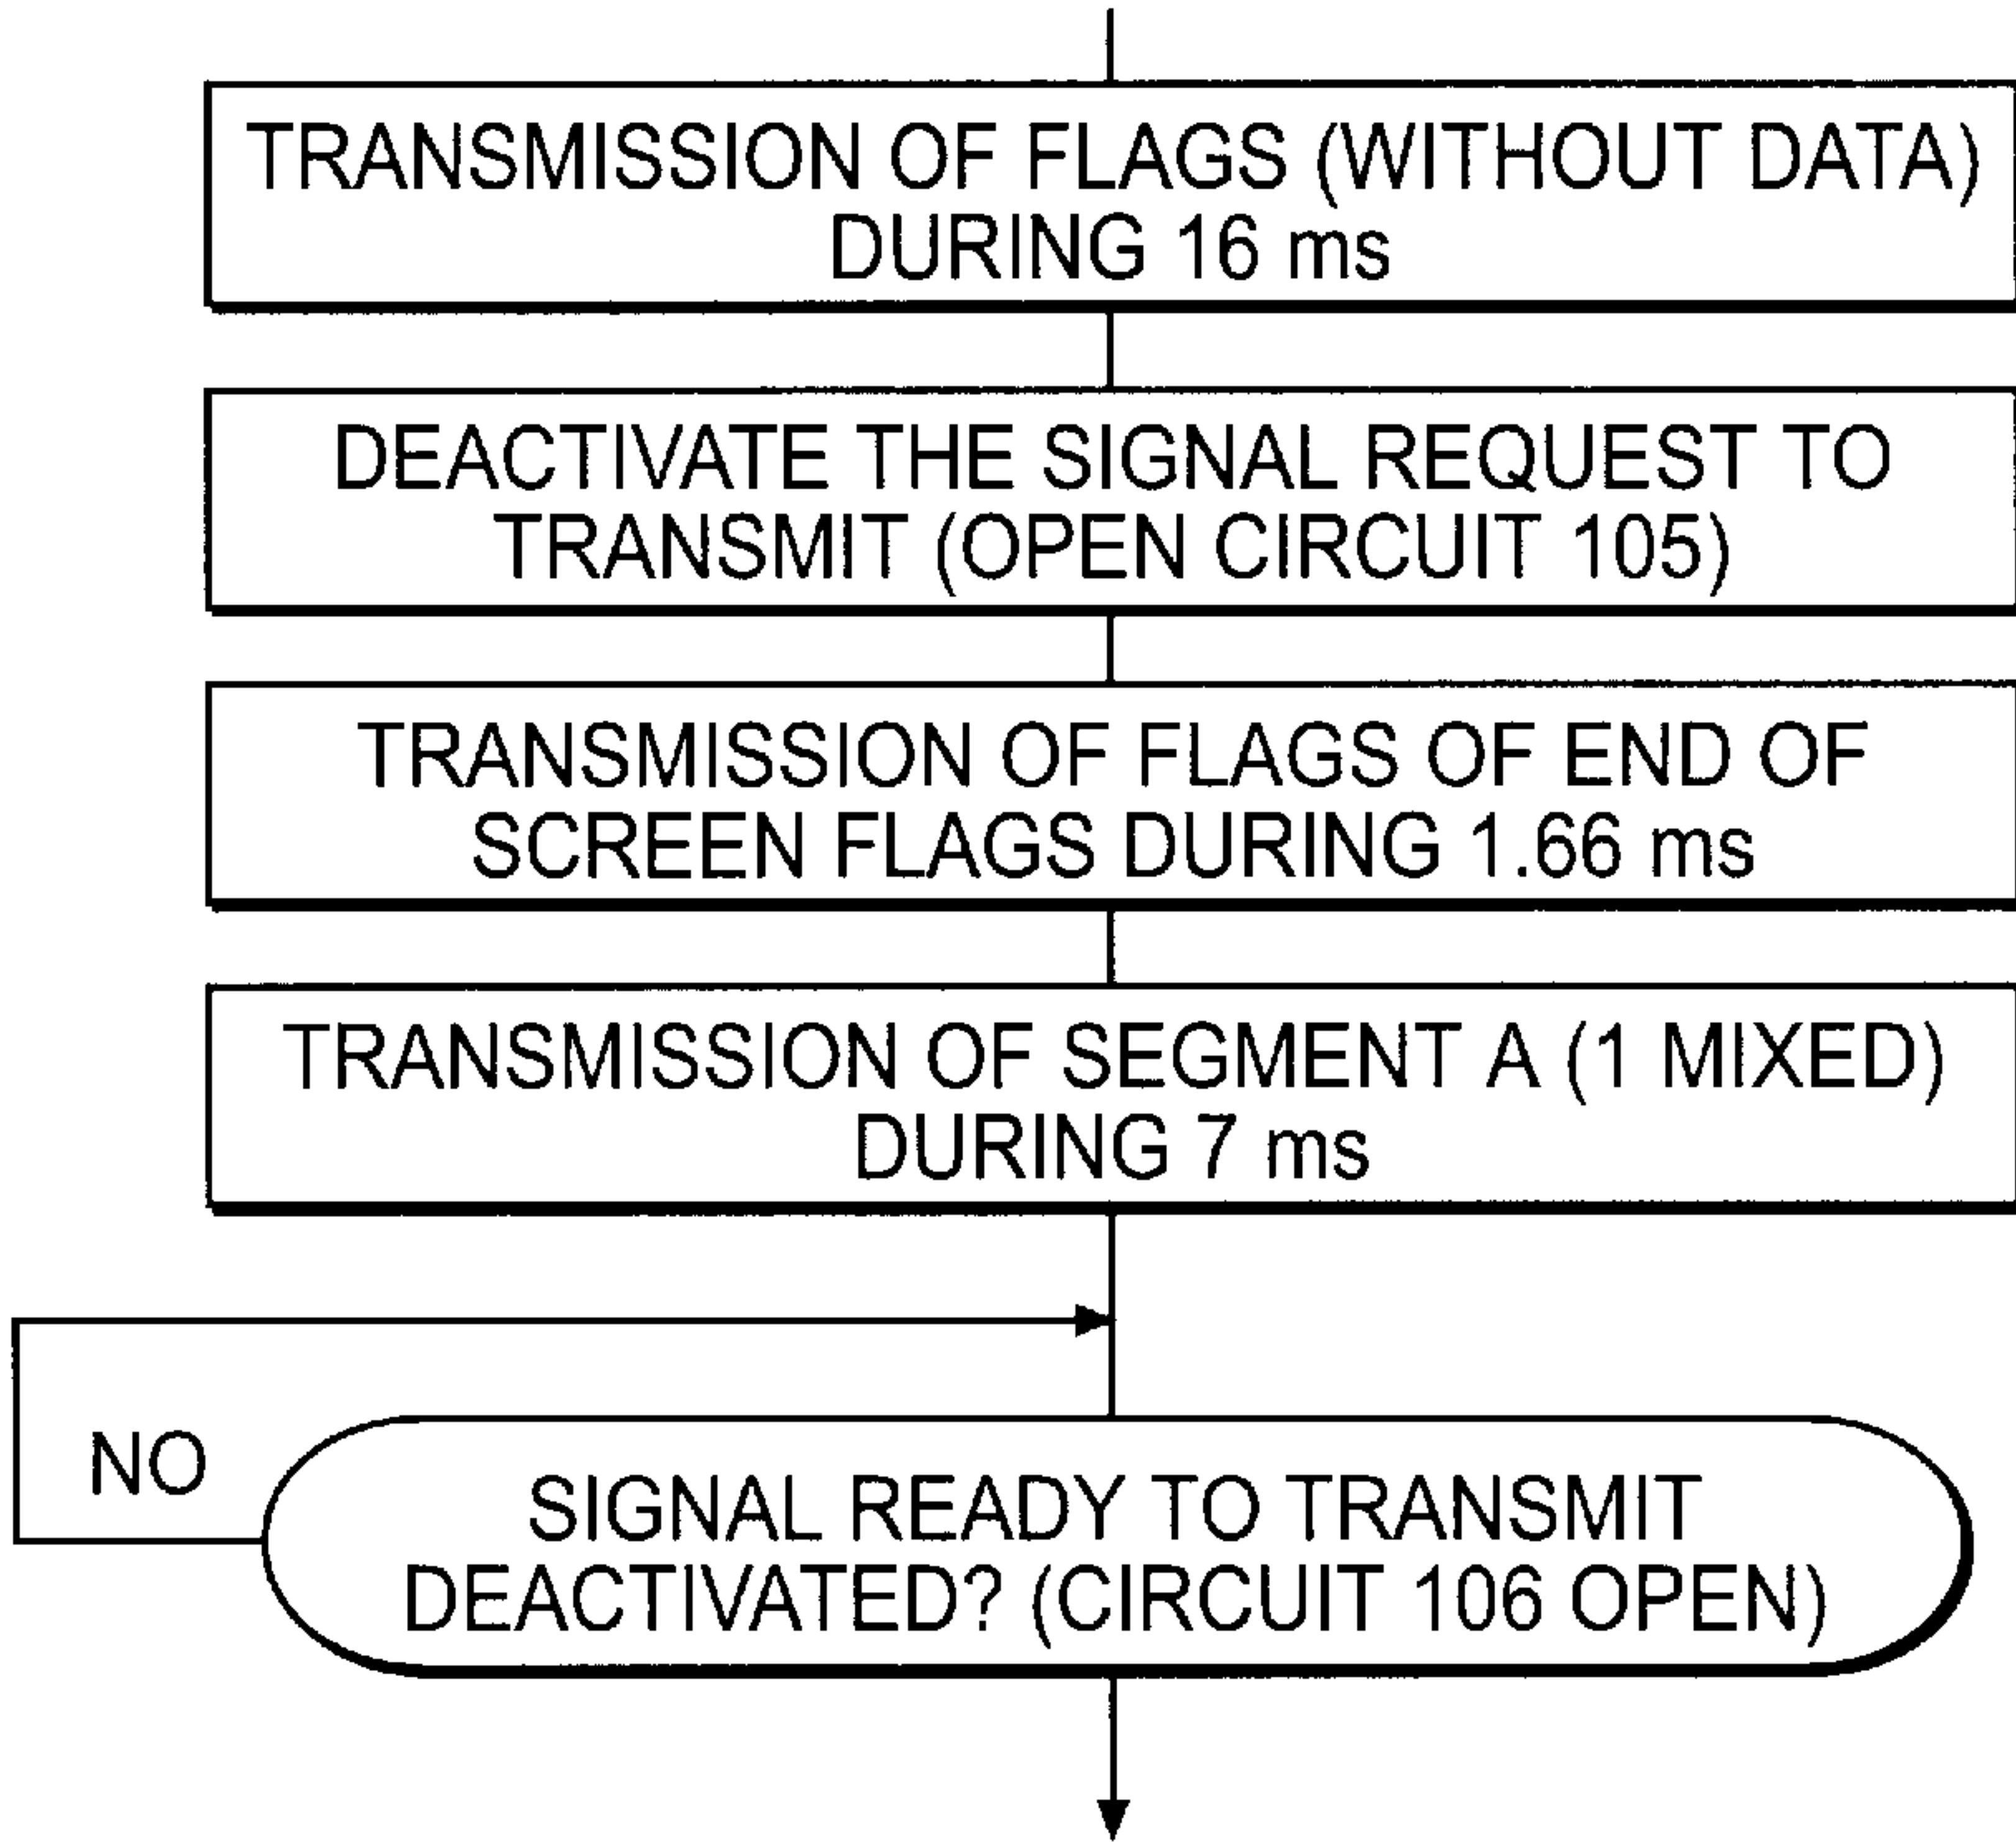 TRANSMISSION OF FLAGS (WITHOUT DATA)
DURING 16 ms
DEACTIVATE THE SIGNAL REQUEST TO
TRANSMIT (OPEN CIRCUIT 105)
TRANSMISSION OF FLAGS OF END OF
SCREEN FLAGS DURING 1.66 ms
TRANSMISSION OF SEGMENT A (1 MIXED)
DURING 7 ms
NO
SIGNAL READY TO TRANSMIT
DEACTIVATED? (CIRCUIT 106 OPEN)